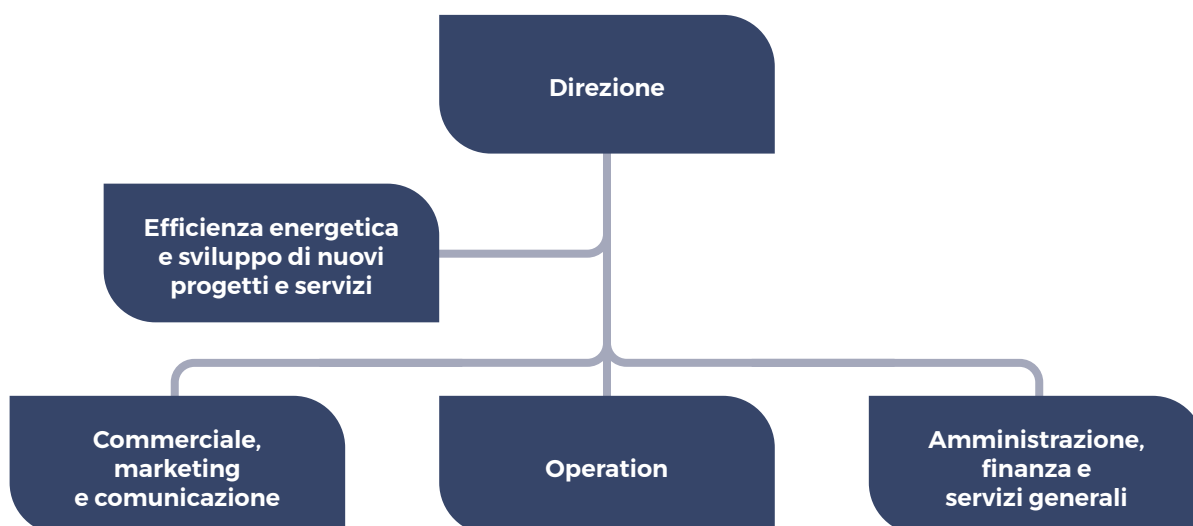 Direzione
Efficienza energetica
e sviluppo di nuovi
progetti e servizi
Commerciale,
marketing
e comunicazione
Operation
Amministrazione,
finanza e
servizi generali